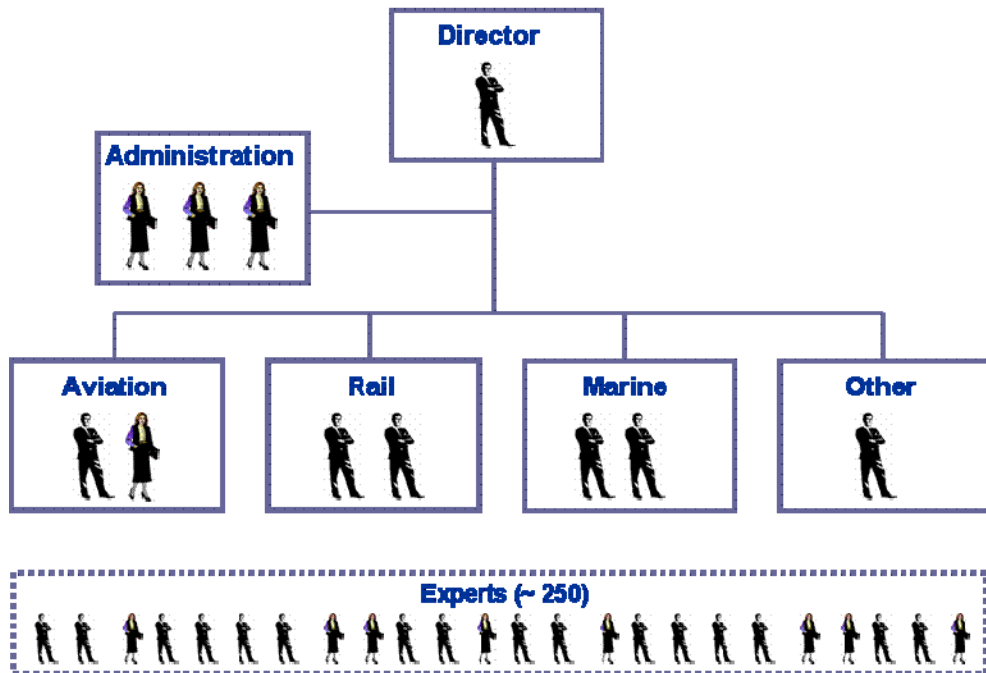 Director
Administration
Aviation
Rail
Marine
Other
Experts (~ 250)